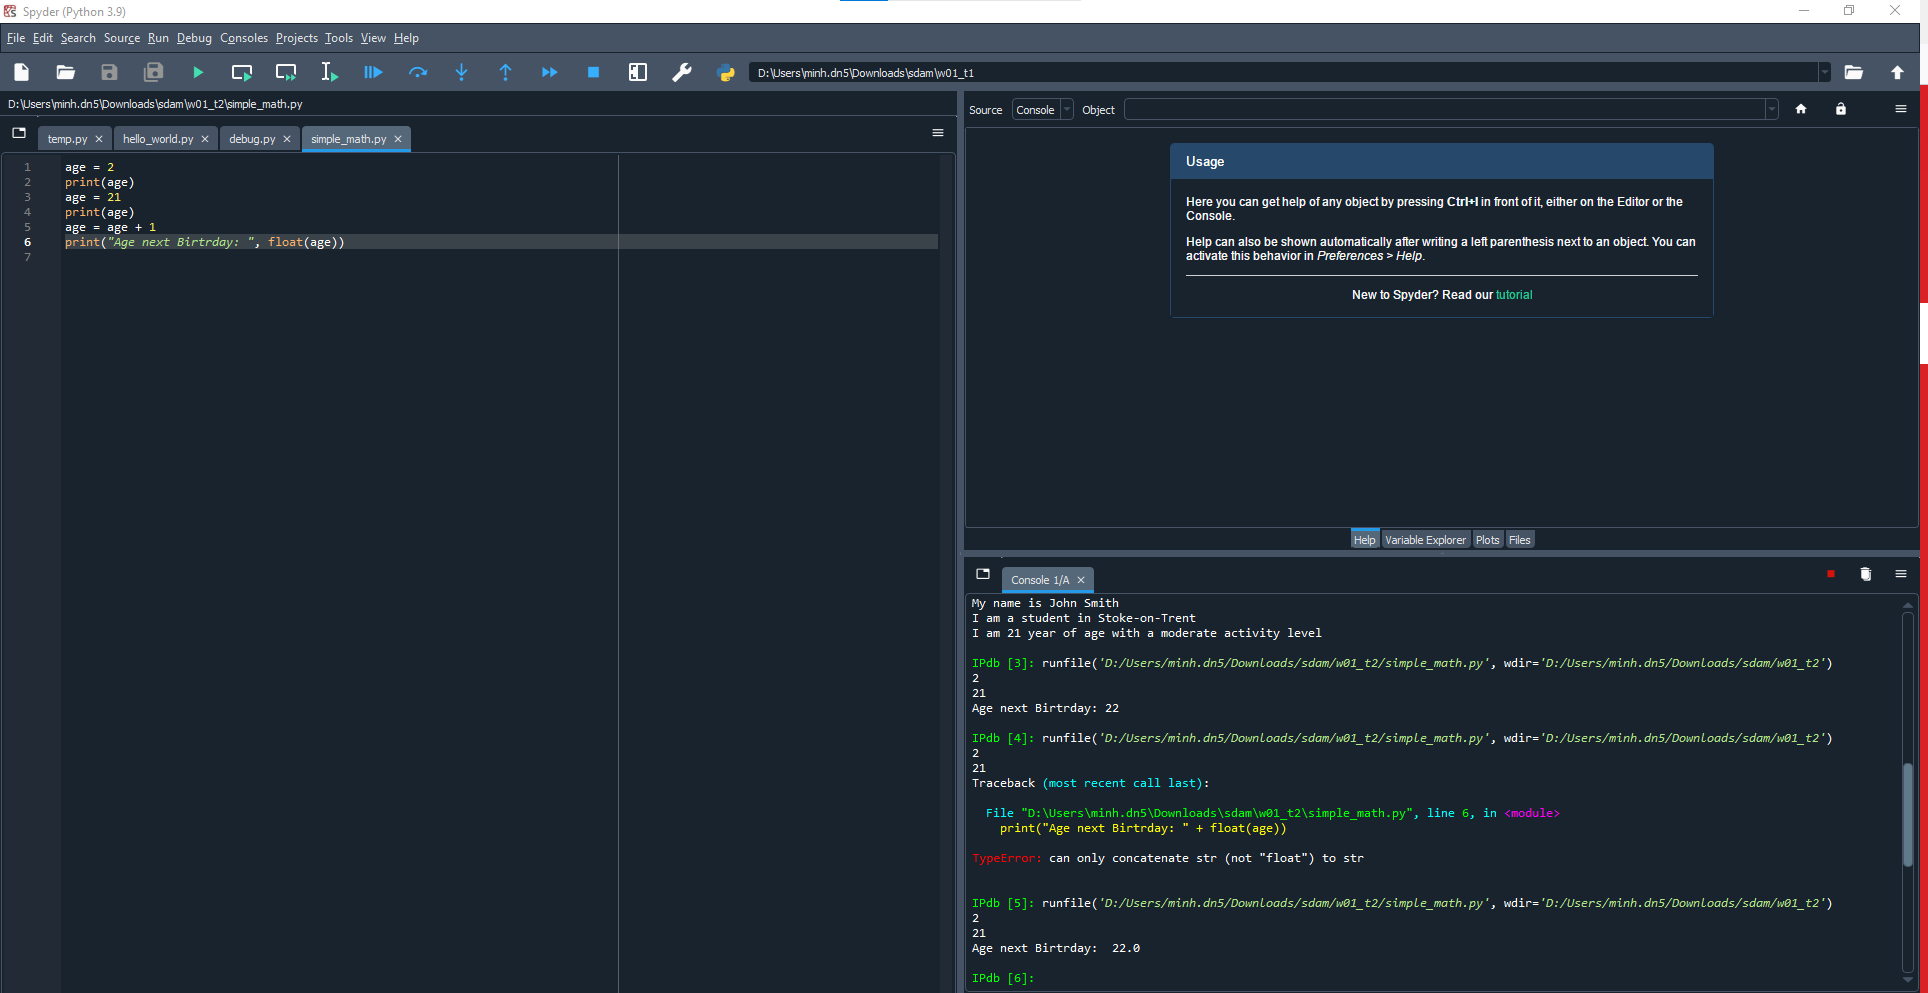 Spyder (Python 3.9)
File Edit Search Source Run Debug Consoles Projects Tools View Help
D:\Users\minh.dn5\Downloads\sdam\w01_t1
D:\Users\minh.dn5\Downloads\sdam\w01_t2\simple_math.py
temp.py hello_world.py debug.py simple_math.py
1 age = 2
2 print(age)
3 age = 21
4 print(age)
5 age = age + 1
6 print("Age next Birtrday: ", float(age))
7
Source Console Object
Usage
Here you can get help of any object by pressing Ctrl+I in front of it, either on the Editor or the
Console.
Help can also be shown automatically after writing a left parenthesis next to an object. You can
activate this behavior in Preferences > Help.
New to Spyder? Read our tutorial
Help Variable Explorer Plots Files
Console 1/A
My name is John Smith
I am a student in Stoke-on-Trent
I am 21 year of age with a moderate activity level
IPdb [3]: runfile('D:/Users/minh.dn5/Downloads/sdam/w01_t2/simple_math.py', wdir='D:/Users/minh.dn5/Downloads/sdam/w01_t2')
2
21
Age next Birtrday: 22
IPdb [4]: runfile('D:/Users/minh.dn5/Downloads/sdam/w01_t2/simple_math.py', wdir='D:/Users/minh.dn5/Downloads/sdam/w01_t2')
2
21
Traceback (most recent call last):
File "D:\Users\minh.dn5\Downloads\sdam\w01_t2\simple_math.py", line 6, in <module>
print("Age next Birtrday: " + float(age))
TypeError: can only concatenate str (not "float") to str
IPdb [5]: runfile('D:/Users/minh.dn5/Downloads/sdam/w01_t2/simple_math.py', wdir='D:/Users/minh.dn5/Downloads/sdam/w01_t2')
2
21
Age next Birtrday:  22.0
IPdb [6]: